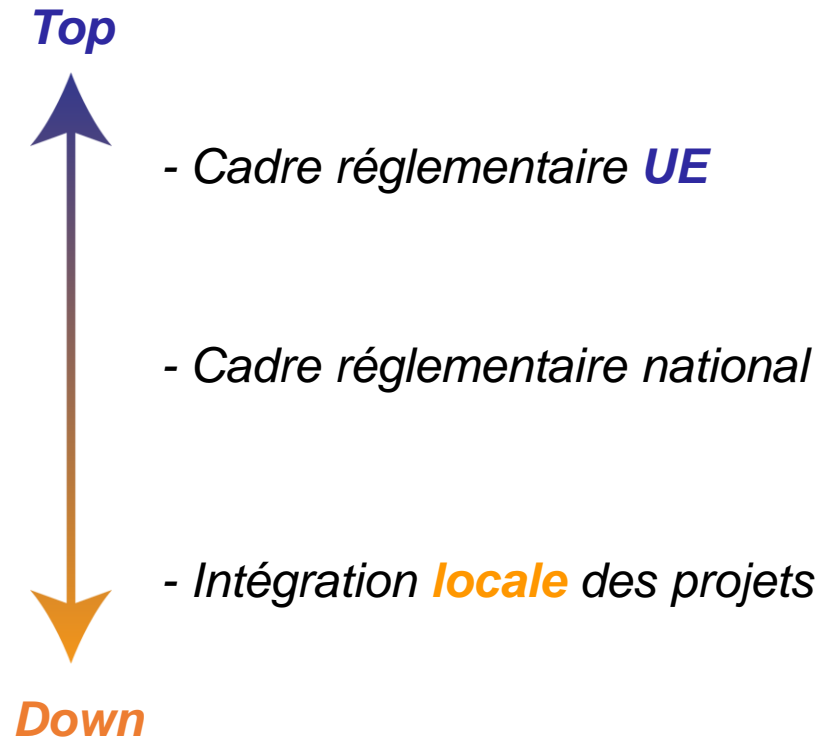 Top
- Cadre réglementaire UE
- Cadre réglementaire national
- Intégration locale des projets
Down